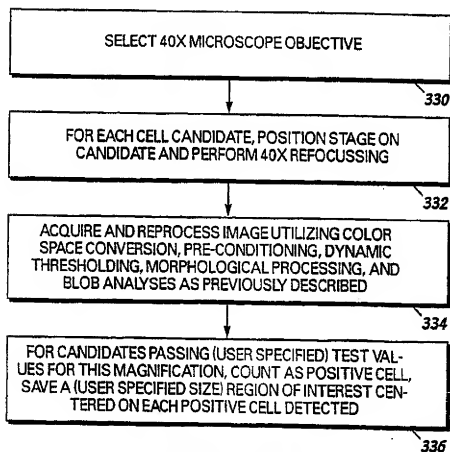 SELECT 40X MICROSCOPE OBJECTIVE
330
FOR EACH CELL CANDIDATE, POSITION STAGE ON
CANDIDATE AND PERFORM 40X REFOCUSSING
332
ACQUIRE AND REPROCESS IMAGE UTILIZING COLOR
SPACE CONVERSION, PRE-CONDITIONING, DYNAMIC
THRESHOLDING, MORPHOLOGICAL PROCESSING, AND
BLOB ANALYSES AS PREVIOUSLY DESCRIBED
334
FOR CANDIDATES PASSING (USER SPECIFIED) TEST VAL-
UES FOR THIS MAGNIFICATION, COUNT AS POSITIVE CELL,
SAVE A (USER SPECIFIED SIZE) REGION OF INTEREST CEN-
TERED ON EACH POSITIVE CELL DETECTED
336